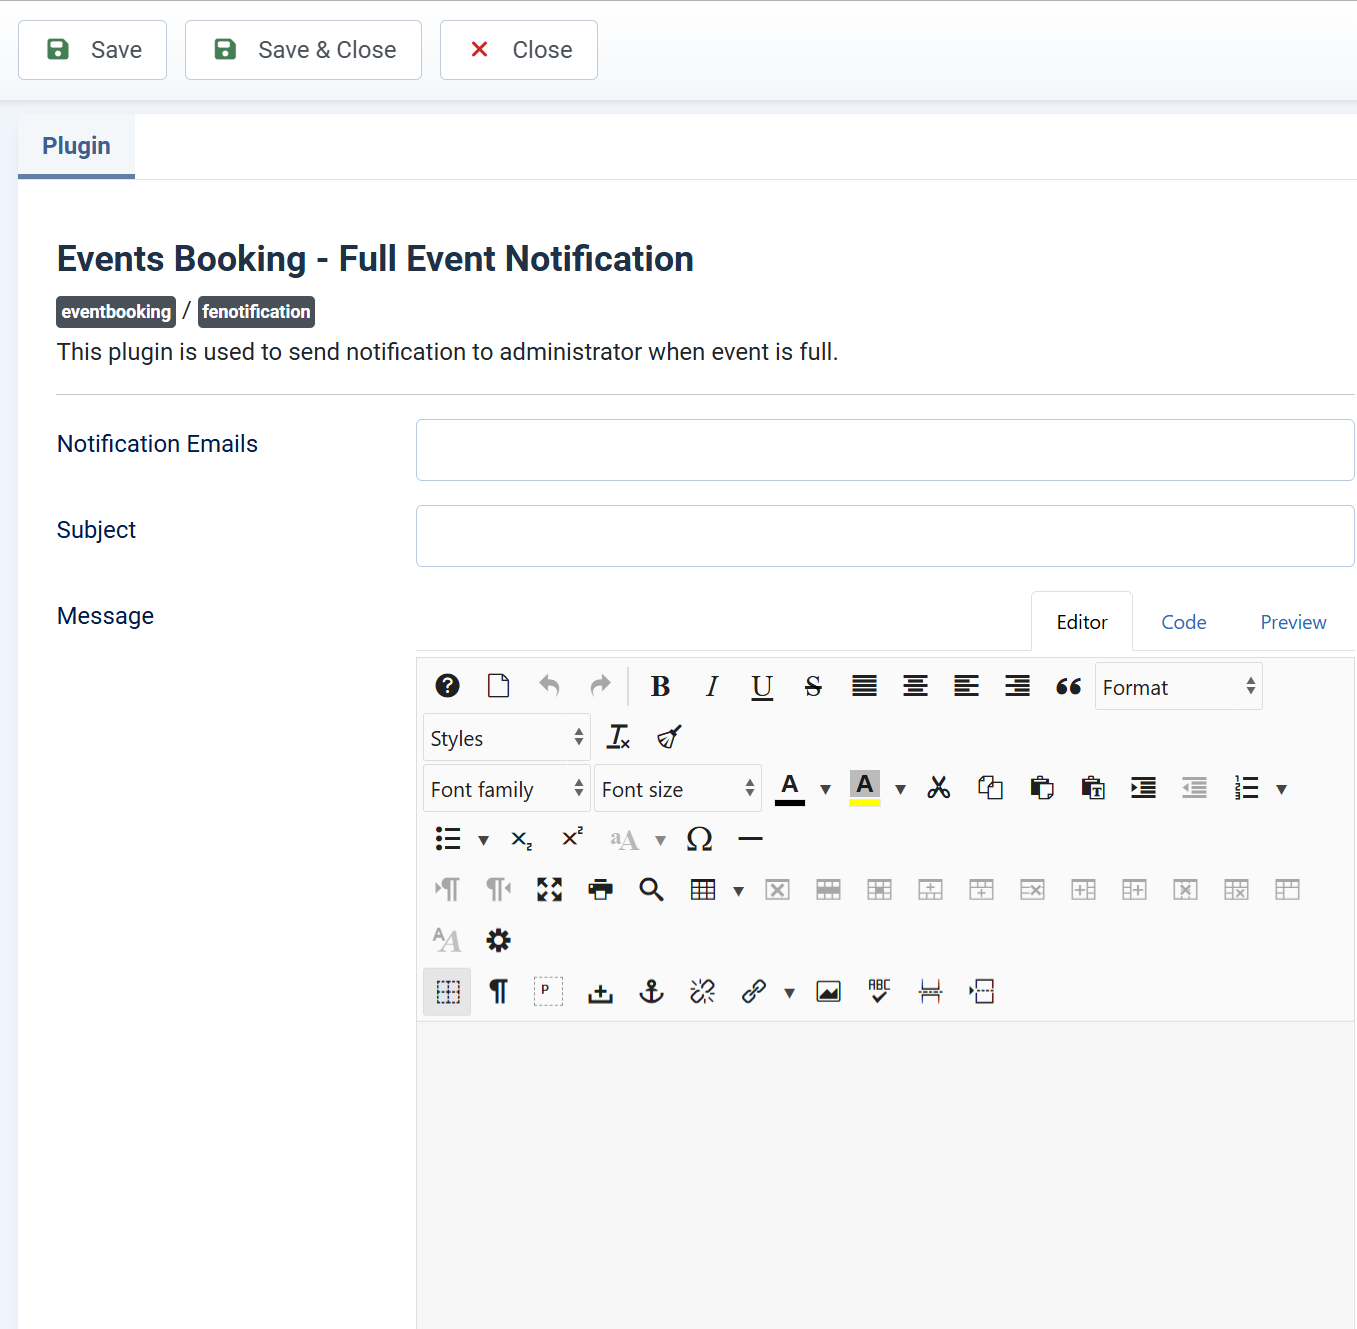 Save Save & Close Close
Plugin
Events Booking - Full Event Notification
eventbooking / fenotification
This plugin is used to send notification to administrator when event is full.
Notification Emails
Subject
Message
Editor Code Preview
B I U S Format
Styles
Font family Font size A A
ABC